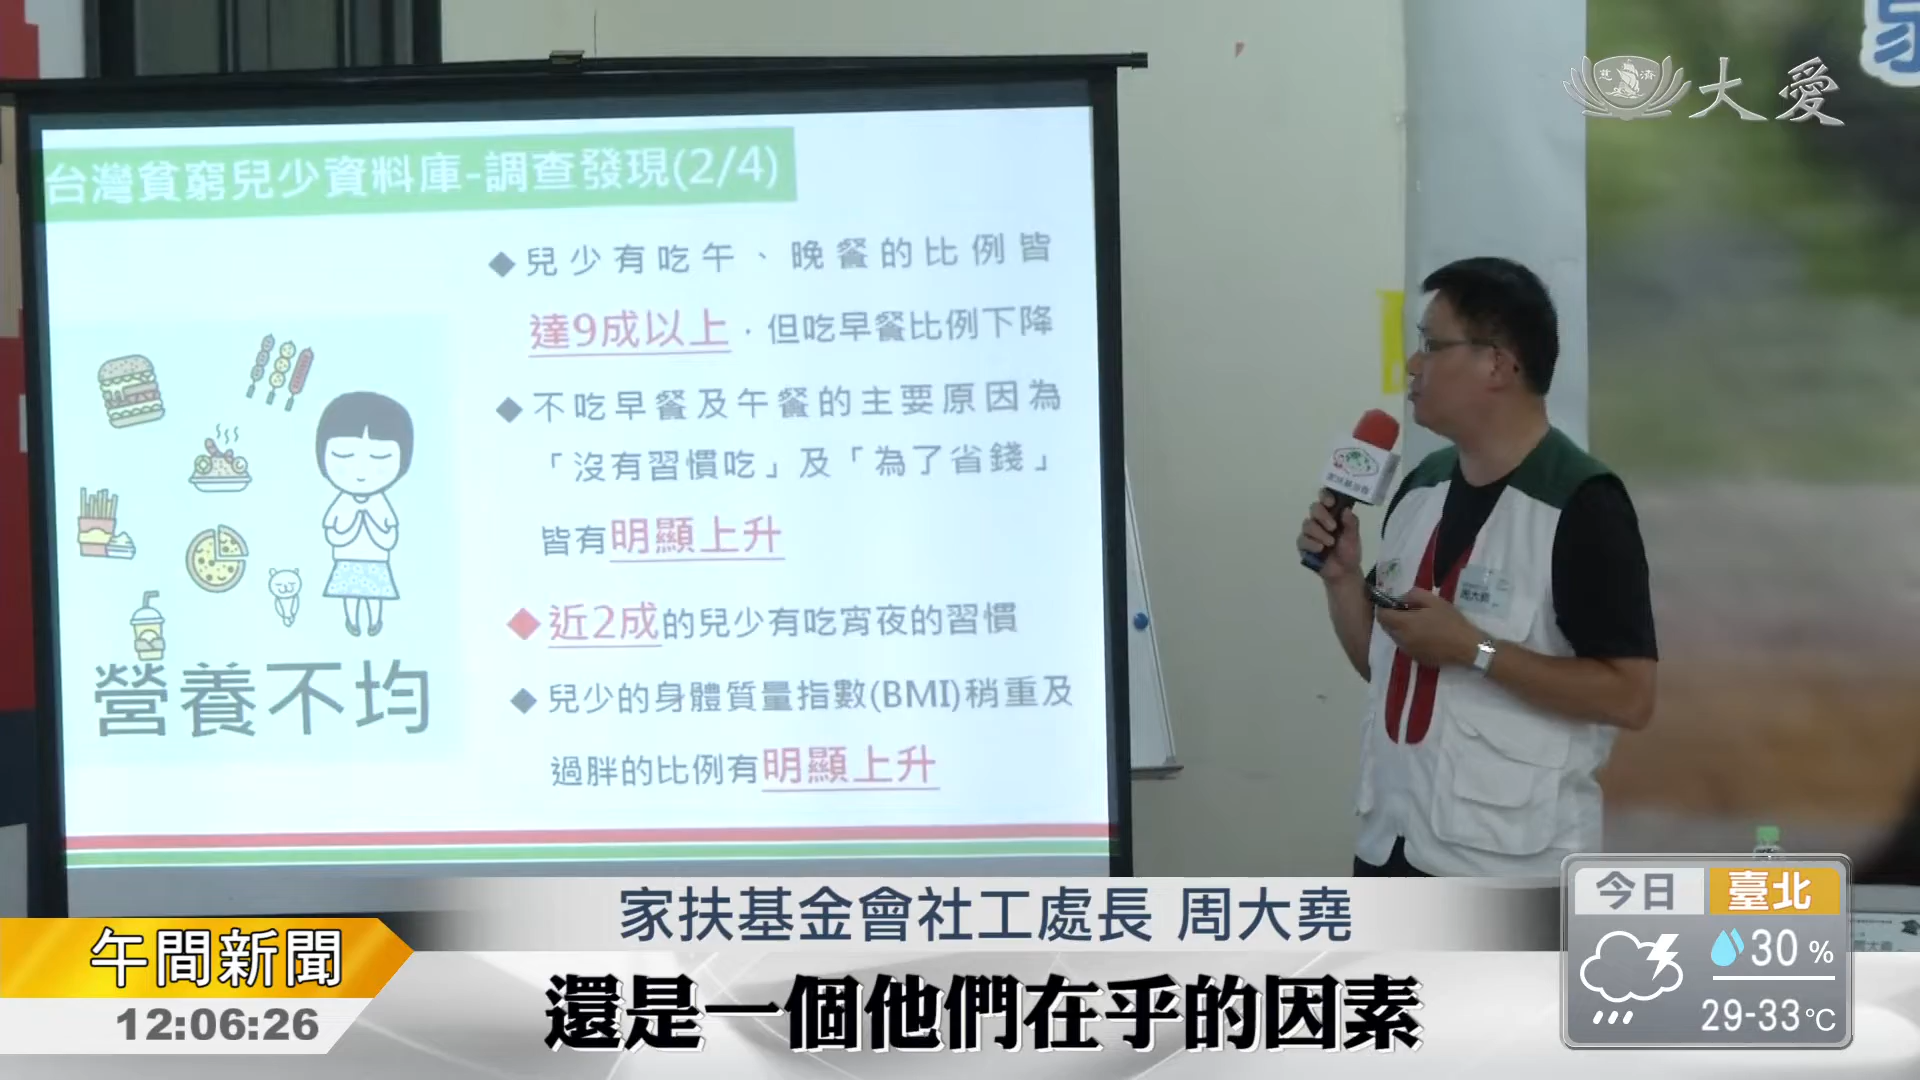 慈 濟
大愛
台灣貧窮兒少資料庫-調查發現(2/4)
◆兒少有吃午、晚餐的比例皆
達9成以上，但吃早餐比例下降
◆不吃早餐及午餐的主要原因為
「沒有習慣吃」及「為了省錢」
皆有明顯上升
◆近2成的兒少有吃宵夜的習慣
◆兒少的身體質量指數(BMI)稍重及
過胖的比例有明顯上升
營養不均
周大堯
家扶基金會社工處長 周大堯
午間新聞
還是一個他們在乎的因素
12:06:26
今日 臺北
30 %
29-33°C